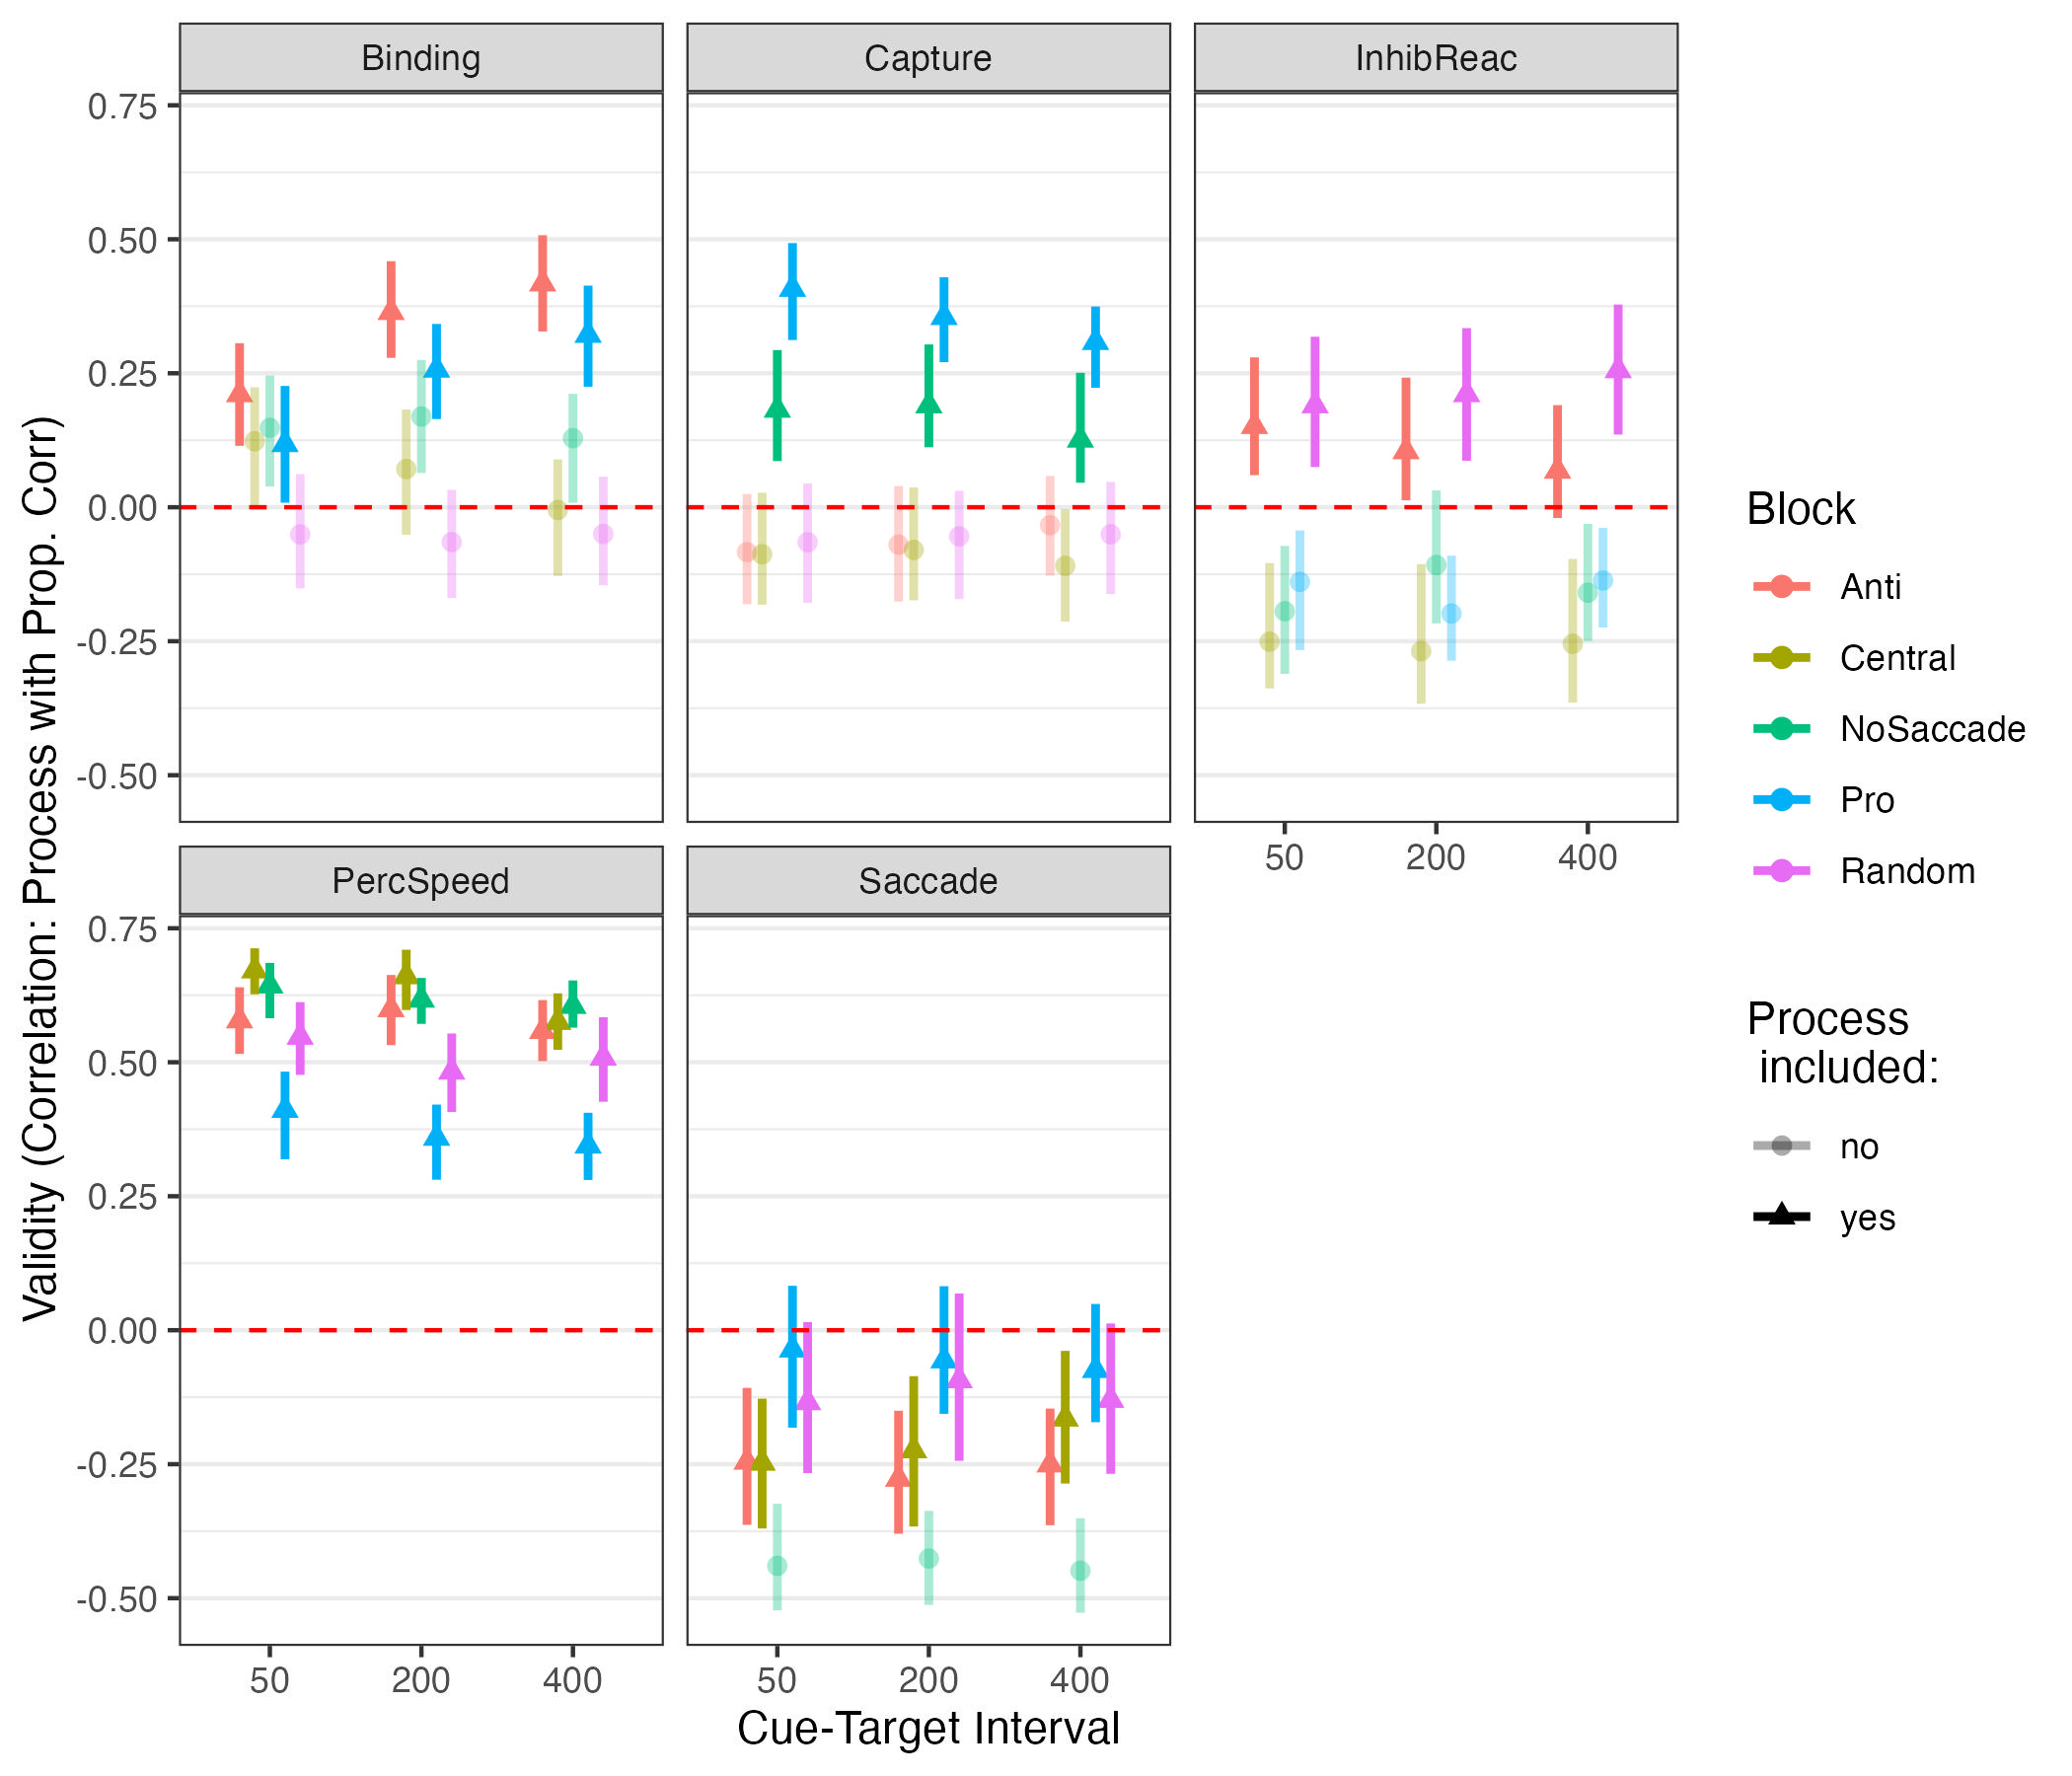 Binding
Capture
InhibReac
0.75
0.50
0.25
0.00
-0.25
-0.50
50 200 400
PercSpeed
Saccade
0.75
0.50
0.25
0.00
-0.25
-0.50
50 200 400
50 200 400
Cue-Target Interval
Validity (Correlation: Process with Prop. Corr)
Block
Anti
Central
NoSaccade
Pro
Random
Process
included:
no
yes